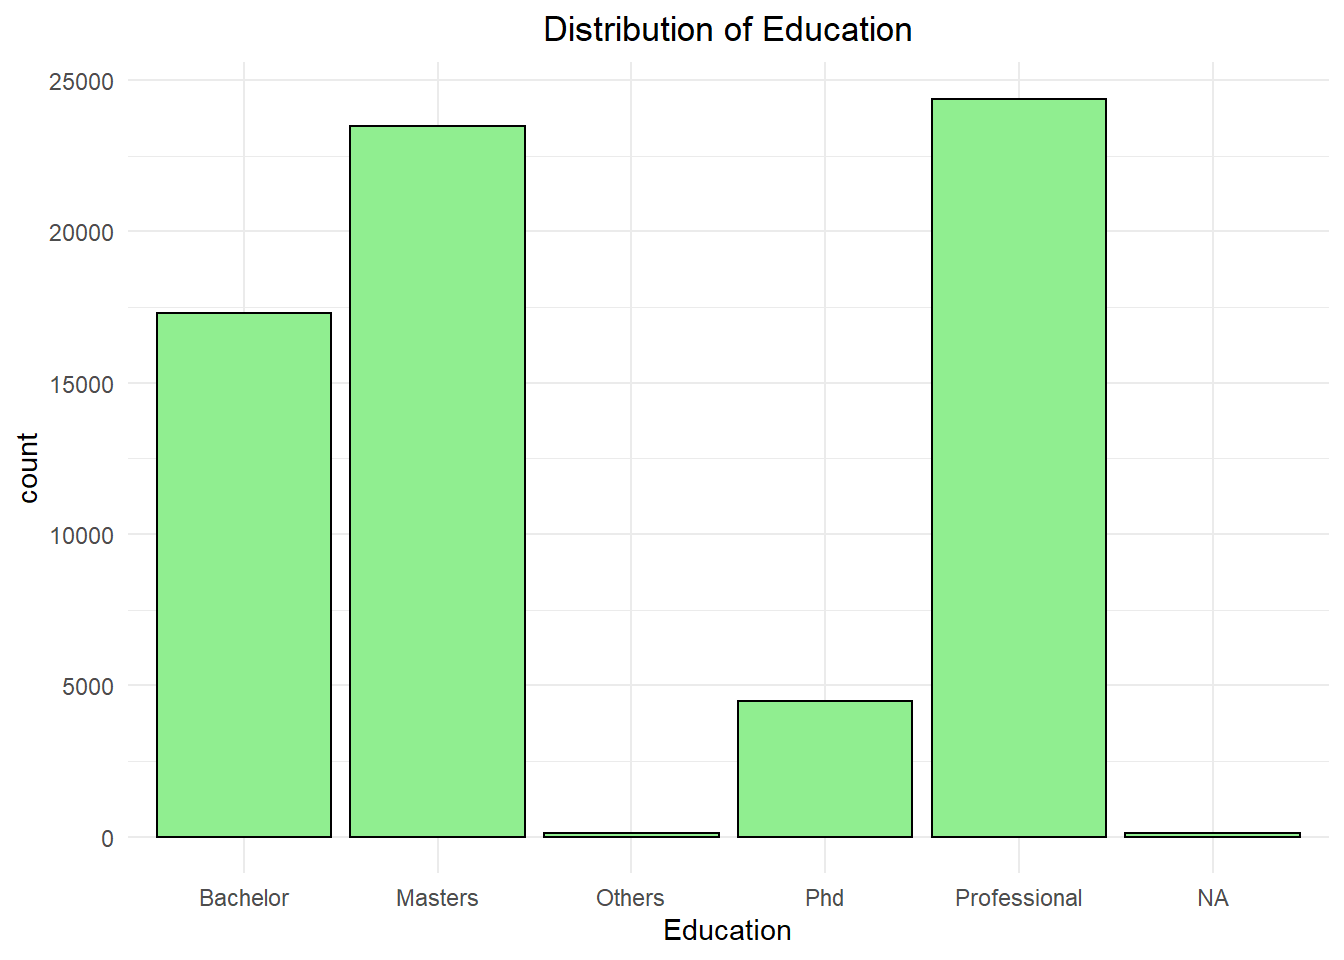 Distribution of Education
25000
20000
15000
10000
5000
0
count
Bachelor Masters Others Phd Professional NA
Education